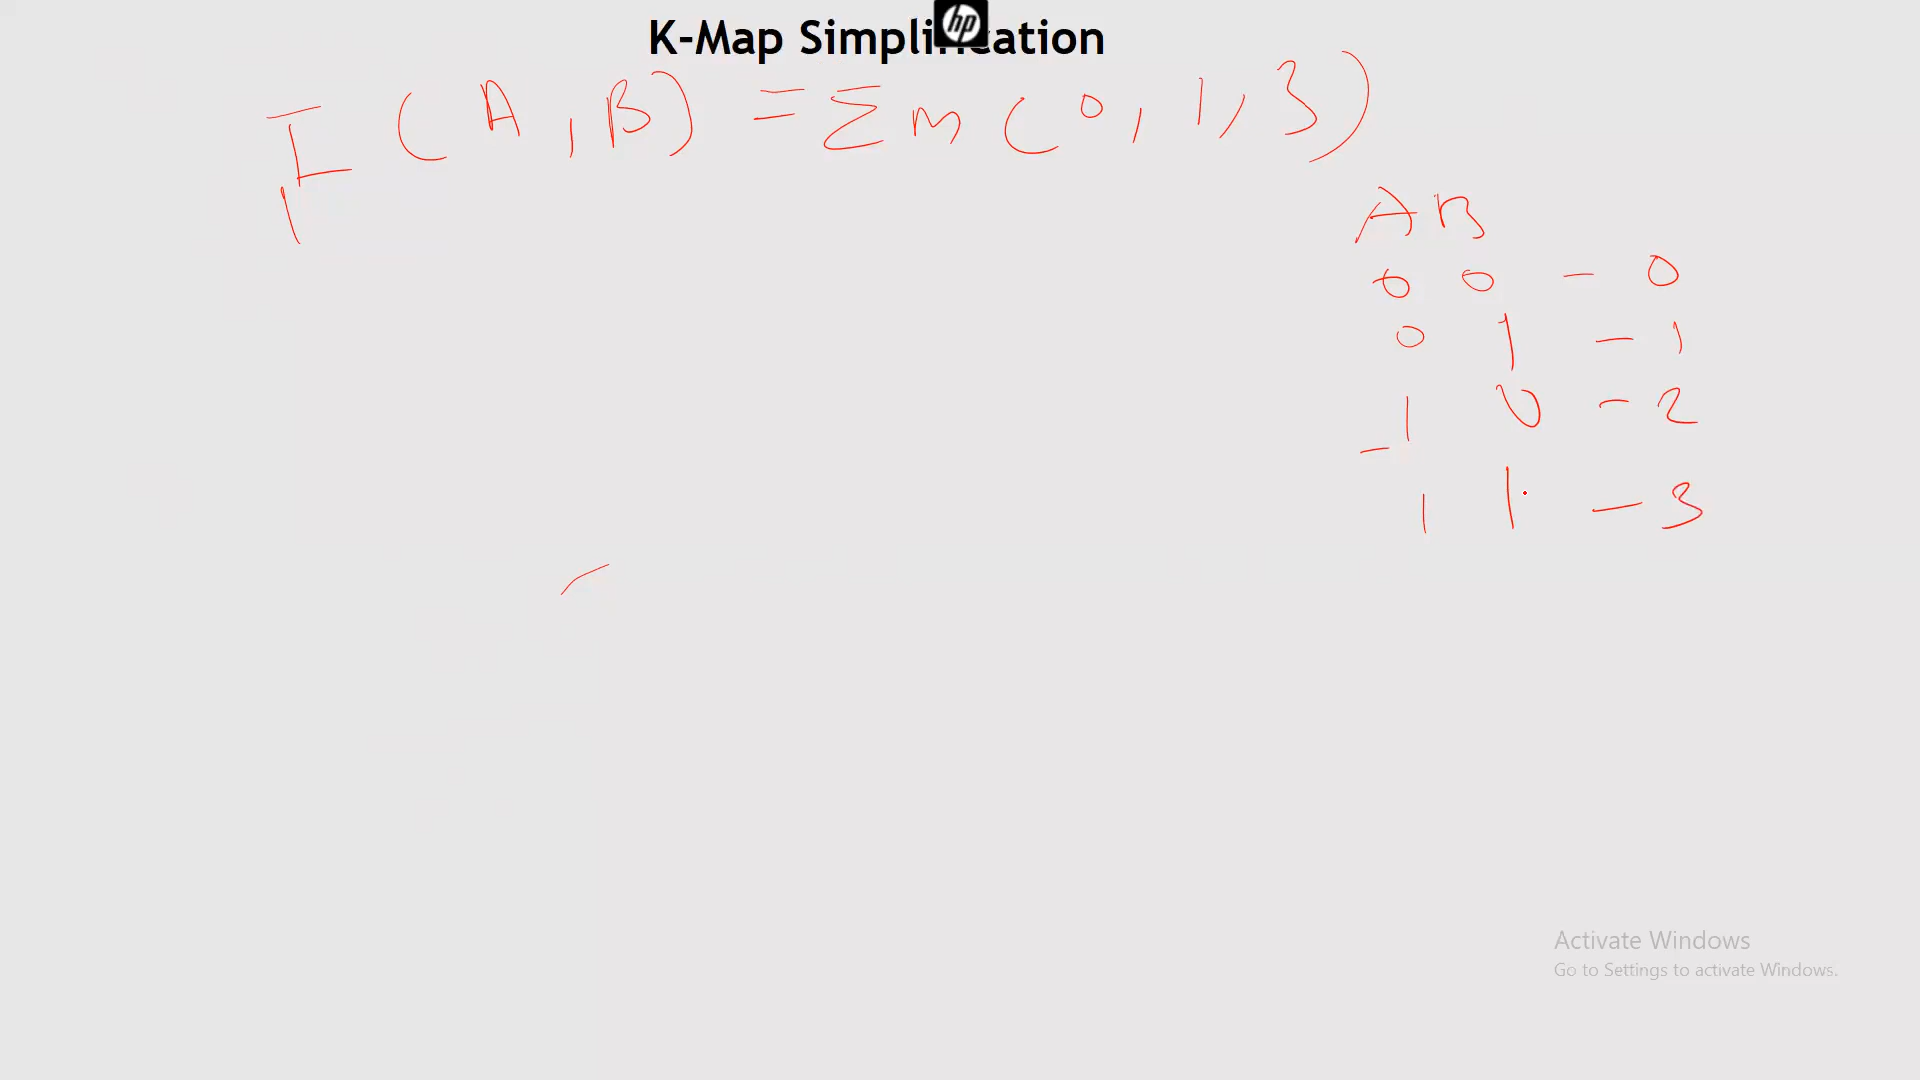 K-Map Simplification
F (A,B) = Σm (0, 1, 3)
A B
0 0 - 0
0 1 - 1
1 0 - 2
1 1 - 3
Activate Windows
Go to Settings to activate Windows.